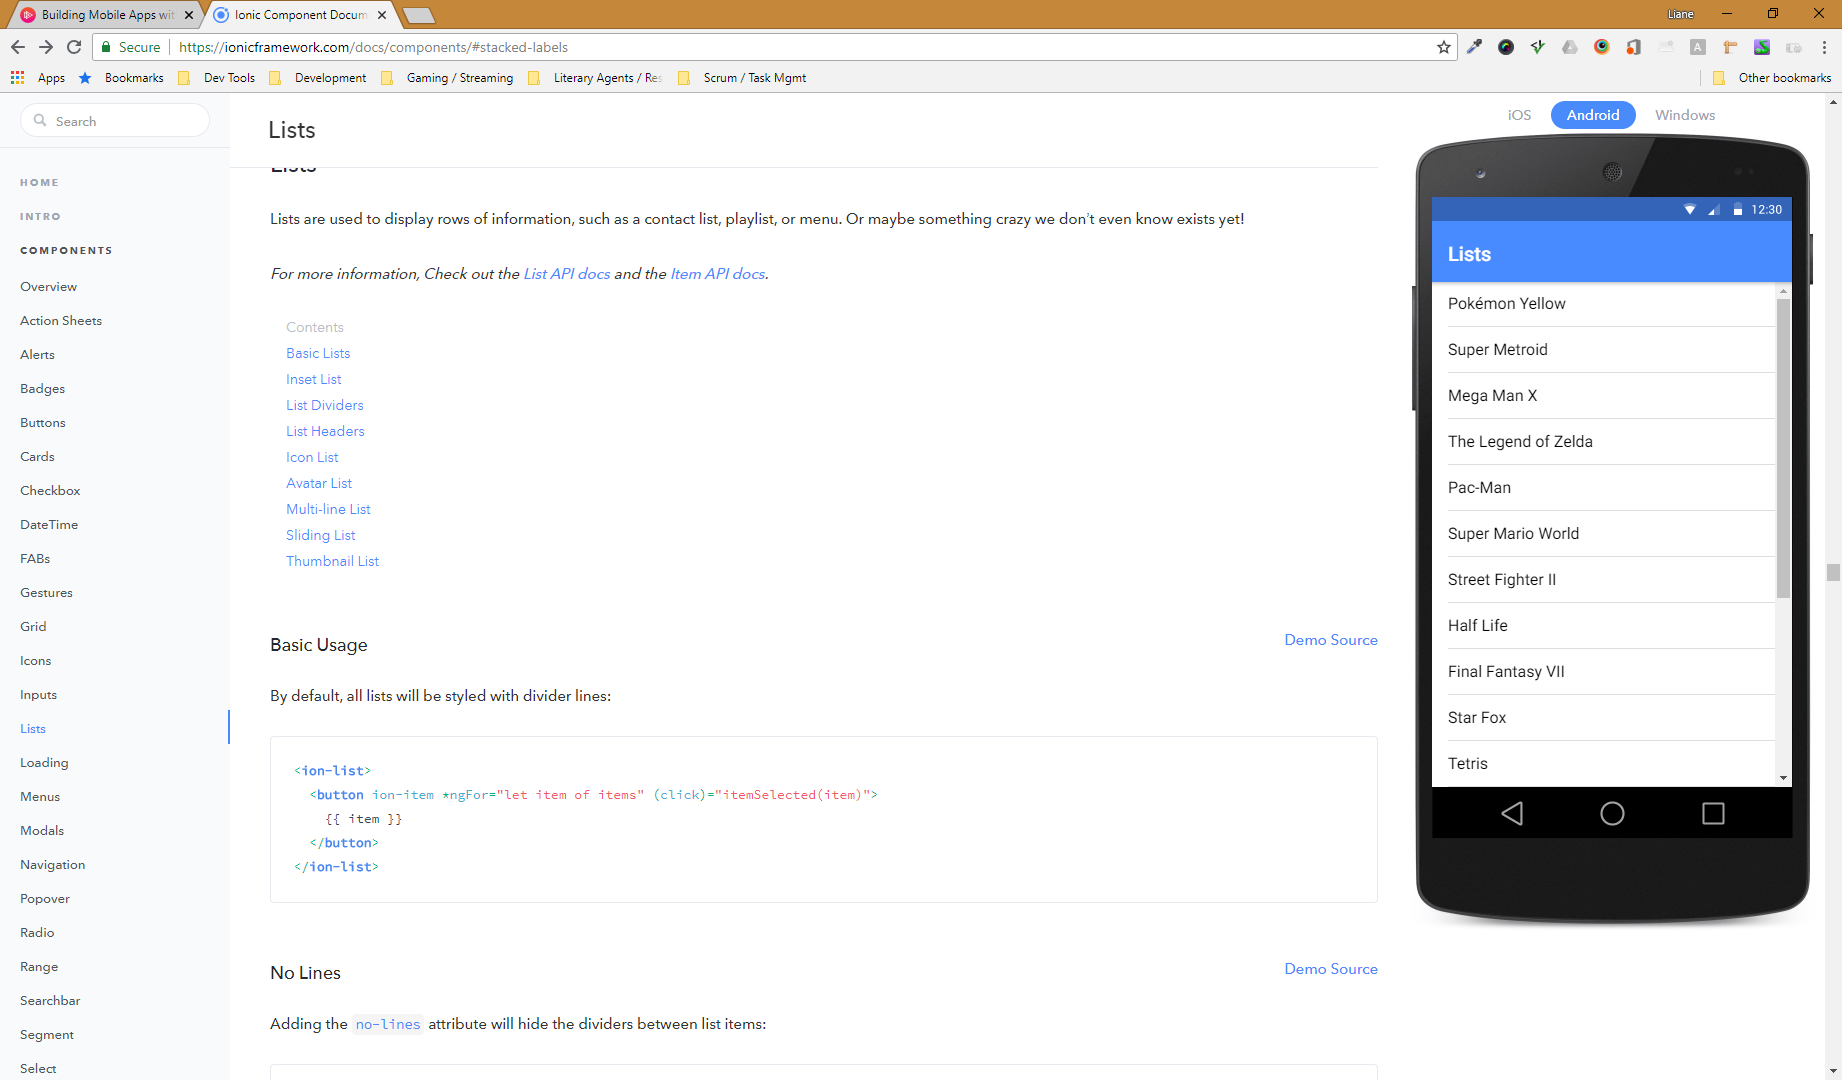 Building Mobile Apps wit
Ionic Component Docum
Liane
Secure
https://ionicframework.com/docs/components/#stacked-labels
Apps
Bookmarks
Dev Tools
Development
Gaming / Streaming
Literary Agents / Res
Scrum / Task Mgmt
Other bookmarks
Search
HOME
INTRO
COMPONENTS
Overview
Action Sheets
Alerts
Badges
Buttons
Cards
Checkbox
DateTime
FABs
Gestures
Grid
Icons
Inputs
Lists
Loading
Menus
Modals
Navigation
Popover
Radio
Range
Searchbar
Segment
Select
Lists
Lists
Lists are used to display rows of information, such as a contact list, playlist, or menu. Or maybe something crazy we don't even know exists yet!
For more information, Check out the List API docs and the Item API docs.
Contents
Basic Lists
Inset List
List Dividers
List Headers
Icon List
Avatar List
Multi-line List
Sliding List
Thumbnail List
Basic Usage
Demo Source
By default, all lists will be styled with divider lines:
<ion-list>
<button ion-item *ngFor="let item of items" (click)="itemSelected(item)">
{{ item }}
</button>
</ion-list>
No Lines
Demo Source
Adding the no-lines attribute will hide the dividers between list items:
iOS
Android
Windows
12:30
Lists
Pokémon Yellow
Super Metroid
Mega Man X
The Legend of Zelda
Pac-Man
Super Mario World
Street Fighter II
Half Life
Final Fantasy VII
Star Fox
Tetris